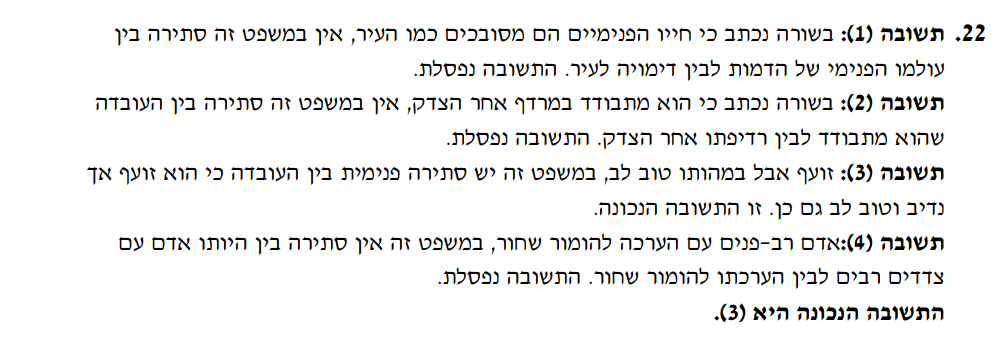 22. תשובה (1): בשורה נכתב כי חייו הפנימיים הם מסובכים כמו העיר, אין במשפט זה סתירה בין
עולמו הפנימי של הדמות לבין דימויה לעיר. התשובה נפסלת.
תשובה (2): בשורה נכתב כי הוא מתבודד במרדף אחר הצדק, אין במשפט זה סתירה בין העובדה
שהוא מתבודד לבין רדיפתו אחר הצדק. התשובה נפסלת.
תשובה (3): זועף אבל במהותו טוב לב, במשפט זה יש סתירה פנימית בין העובדה כי הוא זועף אך
נדיב וטוב לב גם כן. זו התשובה הנכונה.
תשובה (4):אדם רב-פנים עם הערכה להומור שחור, במשפט זה אין סתירה בין היותו אדם עם
צדדים רבים לבין הערכתו להומור שחור. התשובה נפסלת.
התשובה הנכונה היא (3).